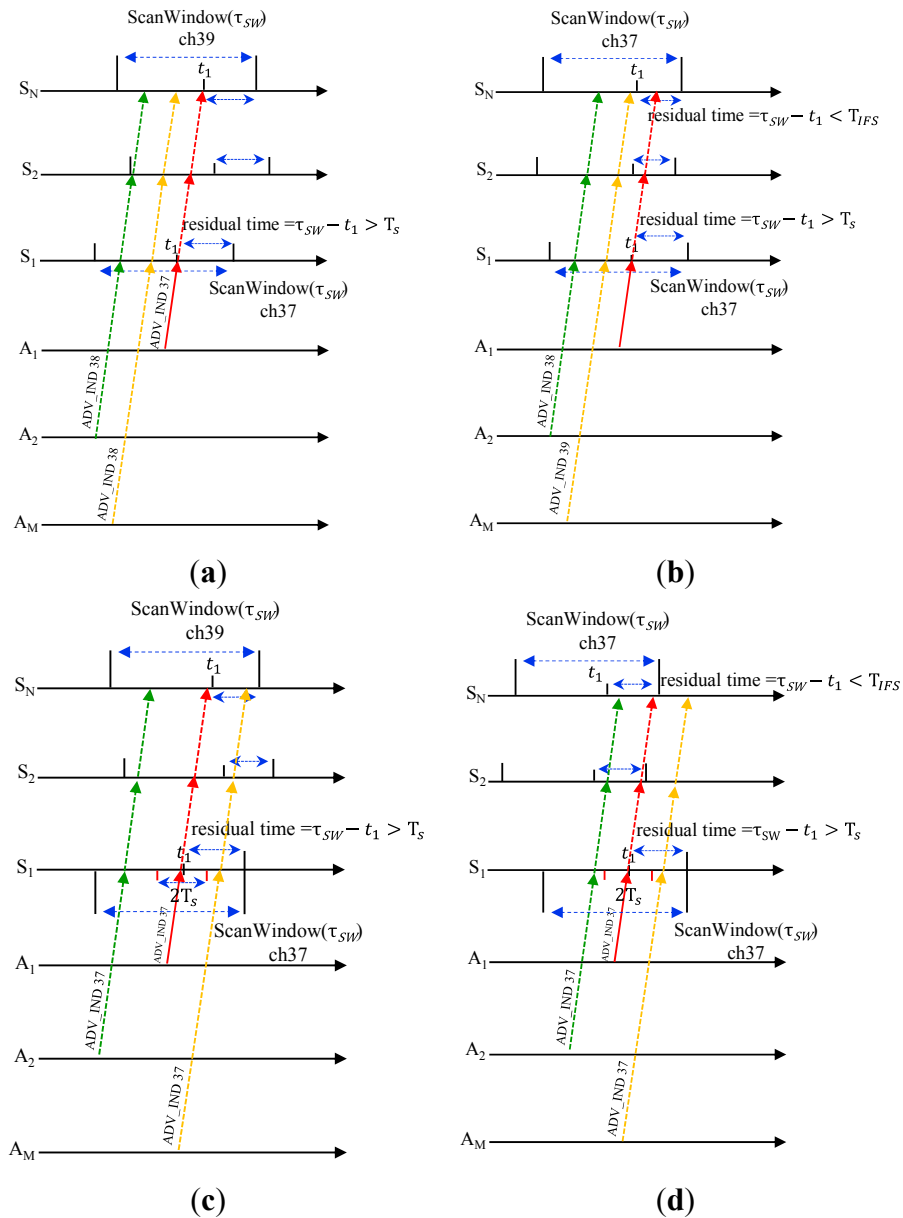 ScanWindow(τSW)
ch39
t1
SN
S2
residual time =τSW − t1 > Ts
t1
S1
ScanWindow(τSW)
ch37
ADV_IND 37
A1
ADV_IND 38
A2
ADV_IND 38
AM
(a)
ScanWindow(τSW)
ch37
t1
SN
residual time =τSW − t1 < TIFS
S2
residual time =τSW − t1 > Ts
t1
S1
ScanWindow(τSW)
ch37
A1
ADV_IND 38
A2
ADV_IND 39
AM
(b)
ScanWindow(τSW)
ch39
t1
SN
S2
residual time =τSW − t1 > Ts
t1
S1
2Ts
ScanWindow(τSW)
ch37
ADV_IND 37
A1
ADV_IND 37
A2
ADV_IND 37
AM
(c)
ScanWindow(τSW)
ch37
t1
residual time =τSW − t1 < TIFS
SN
S2
residual time =τSW − t1 > Ts
t1
S1
2Ts
ScanWindow(τSW)
ch37
ADV_IND 37
A1
ADV_IND 37
A2
ADV_IND 37
AM
(d)